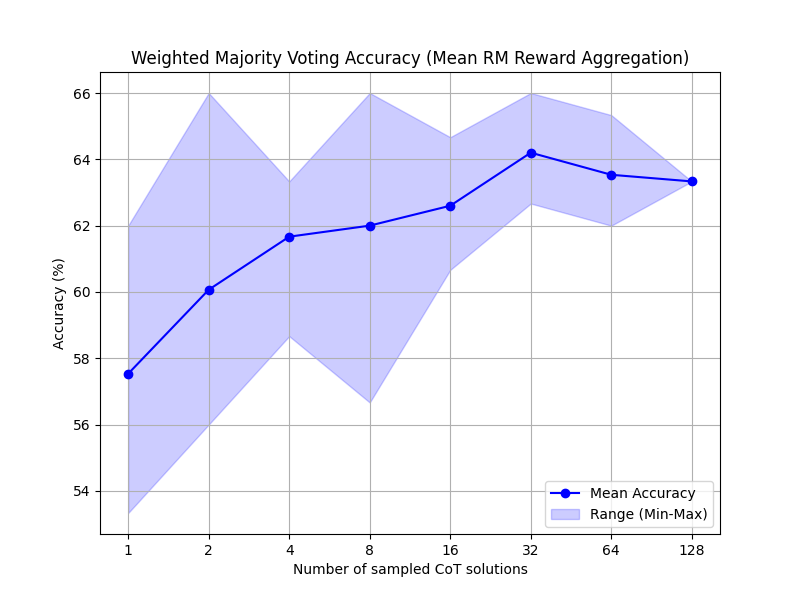 Weighted Majority Voting Accuracy (Mean RM Reward Aggregation)
66
64
62
60
58
56
54
Accuracy (%)
Mean Accuracy
Range (Min-Max)
1 2 4 8 16 32 64 128
Number of sampled CoT solutions